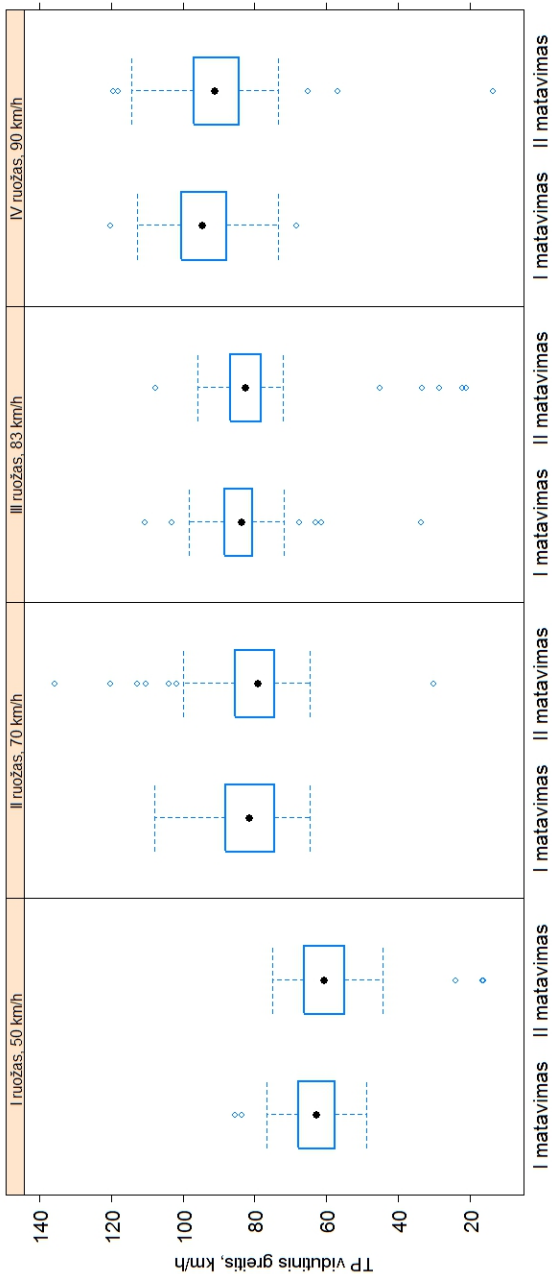 I ruožas, 50 km/h
II ruožas, 70 km/h
III ruožas, 83 km/h
IV ruožas, 90 km/h
TP vidutinis greitis, km/h
140
120
100
80
60
40
20
I matavimas
II matavimas
I matavimas
II matavimas
I matavimas
II matavimas
I matavimas
II matavimas